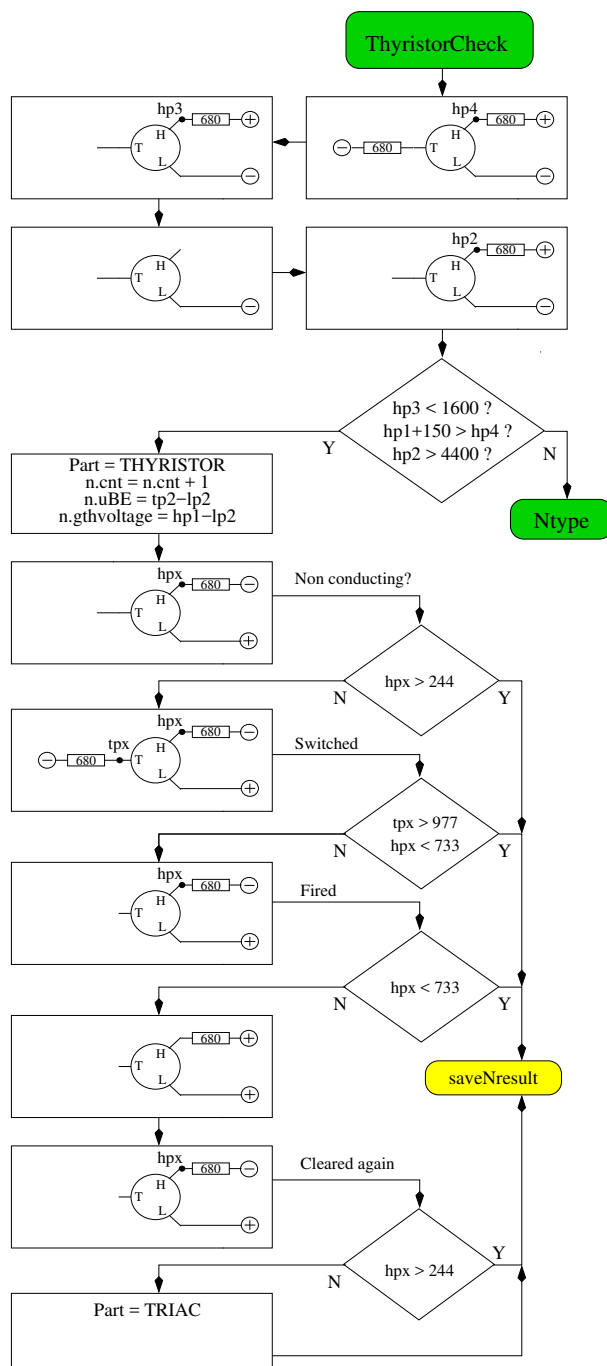 ThyristorCheck
hp3
680
+
H
T
L
−
hp4
680
+
− 680
H
T
L
−
H
T
L
−
hp2
680
+
H
T
L
−
hp3 < 1600 ?
hp1+150 > hp4 ?
hp2 > 4400 ?
Y
N
Ntype
Part = THYRISTOR
n.cnt = n.cnt + 1
n.uBE = tp2−lp2
n.gthvoltage = hp1−lp2
hpx
680
−
H
T
L
+
Non conducting?
hpx > 244
N
Y
hpx
tpx
680
−
− 680
H
T
L
+
Switched
tpx > 977
hpx < 733
N
Y
hpx
680
−
H
T
L
+
Fired
hpx < 733
N
Y
680
+
H
T
L
+
saveNresult
hpx
680
−
H
T
L
+
Cleared again
hpx > 244
N
Y
Part = TRIAC